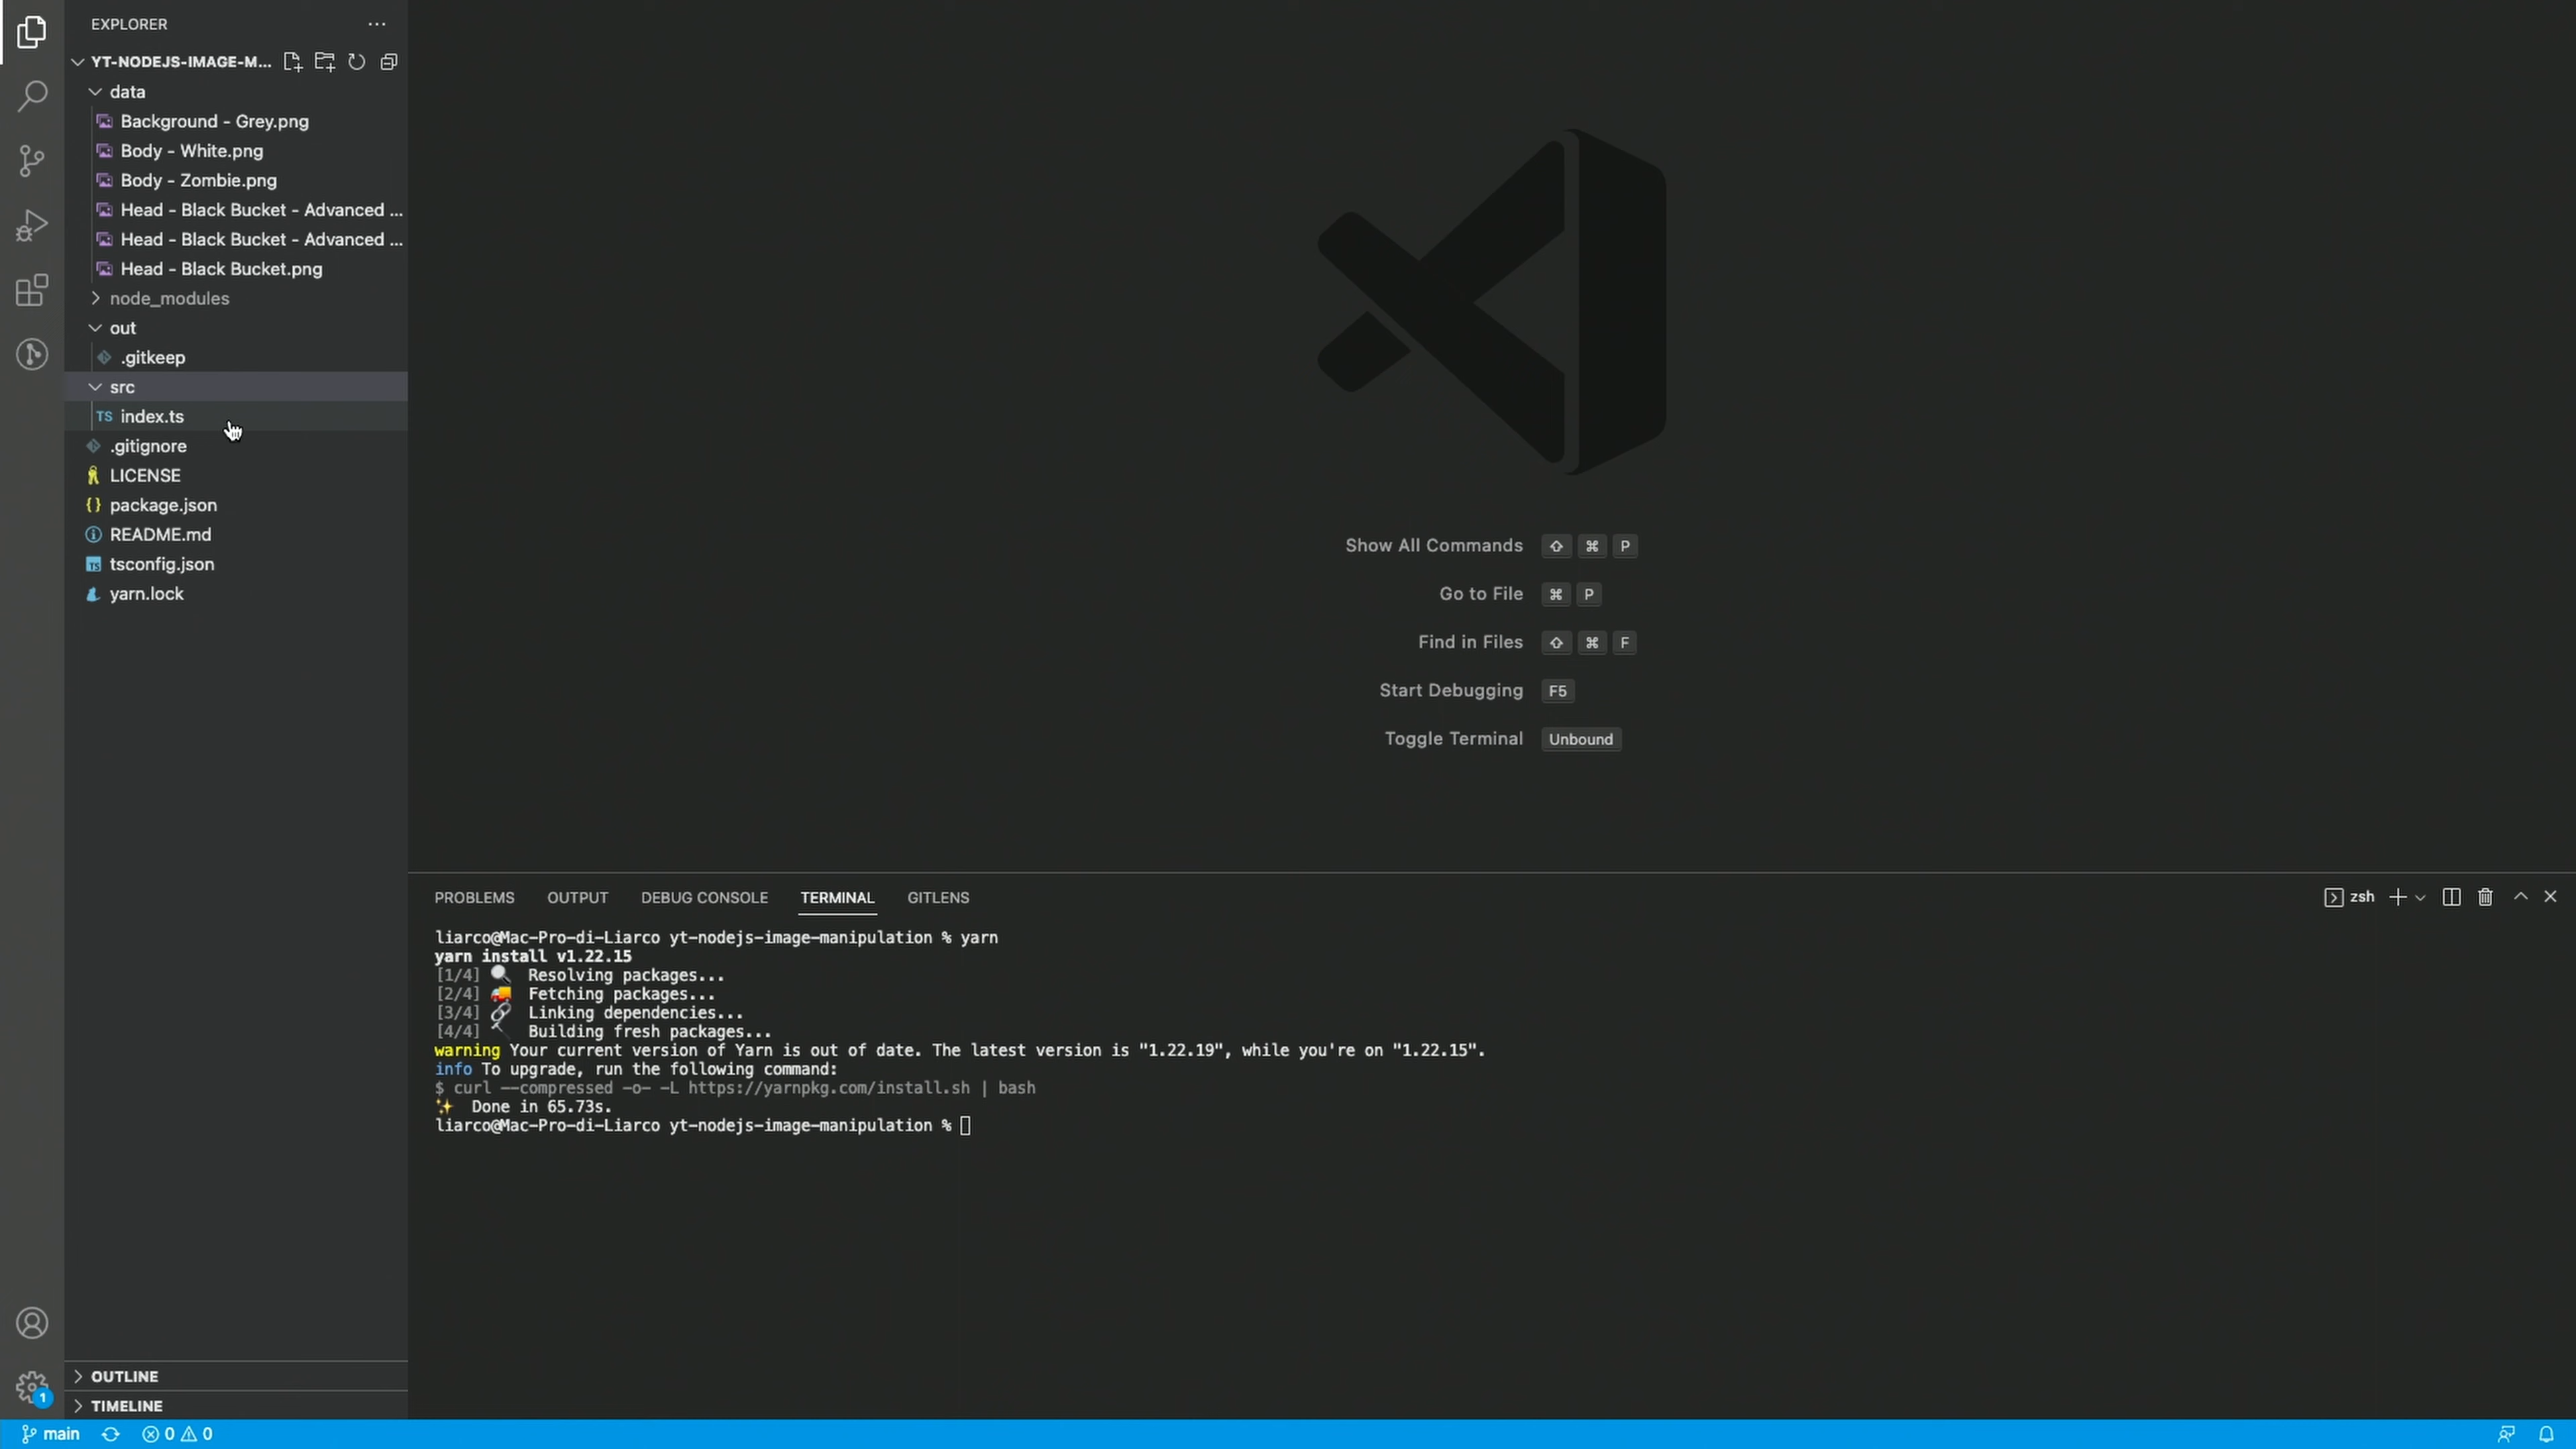 EXPLORER
YT-NODEJS-IMAGE-M...
data
Background - Grey.png
Body - White.png
Body - Zombie.png
Head - Black Bucket - Advanced ...
Head - Black Bucket - Advanced ...
Head - Black Bucket.png
node_modules
out
.gitkeep
src
TS index.ts
.gitignore
LICENSE
{} package.json
README.md
TS tsconfig.json
yarn.lock
OUTLINE
TIMELINE
1
main
0 0
Show All Commands ⇧ ⌘ P
Go to File ⌘ P
Find in Files ⇧ ⌘ F
Start Debugging F5
Toggle Terminal Unbound
PROBLEMS OUTPUT DEBUG CONSOLE TERMINAL GITLENS
zsh
liarco@Mac-Pro-di-Liarco yt-nodejs-image-manipulation % yarn
yarn install v1.22.15
[1/4] 🔍 Resolving packages...
[2/4] 🚚 Fetching packages...
[3/4] 🔗 Linking dependencies...
[4/4] 🔨 Building fresh packages...
warning Your current version of Yarn is out of date. The latest version is "1.22.19", while you're on "1.22.15".
info To upgrade, run the following command:
$ curl --compressed -o- -L https://yarnpkg.com/install.sh | bash
✨ Done in 65.73s.
liarco@Mac-Pro-di-Liarco yt-nodejs-image-manipulation %